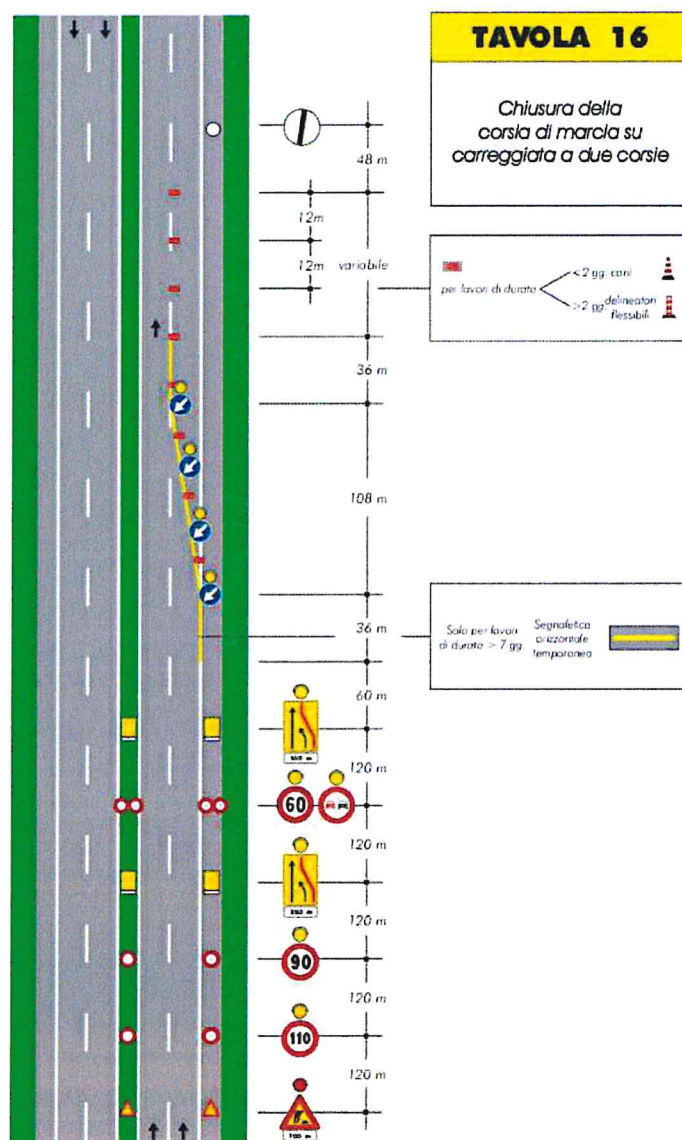 TAVOLA 16
Chiusura della
corsia di marcia su
carreggiata a due corsie
48 m
12m
12m
variabile
per lavori di durata
<2 gg. coni
>2 gg. delineatori
flessibili
36 m
108 m
36 m
Solo per lavori
di durata > 7 gg.
Segnaletica
orizzontale
temporanea
60 m
120 m
60
120 m
120 m
90
120 m
110
120 m
700 m